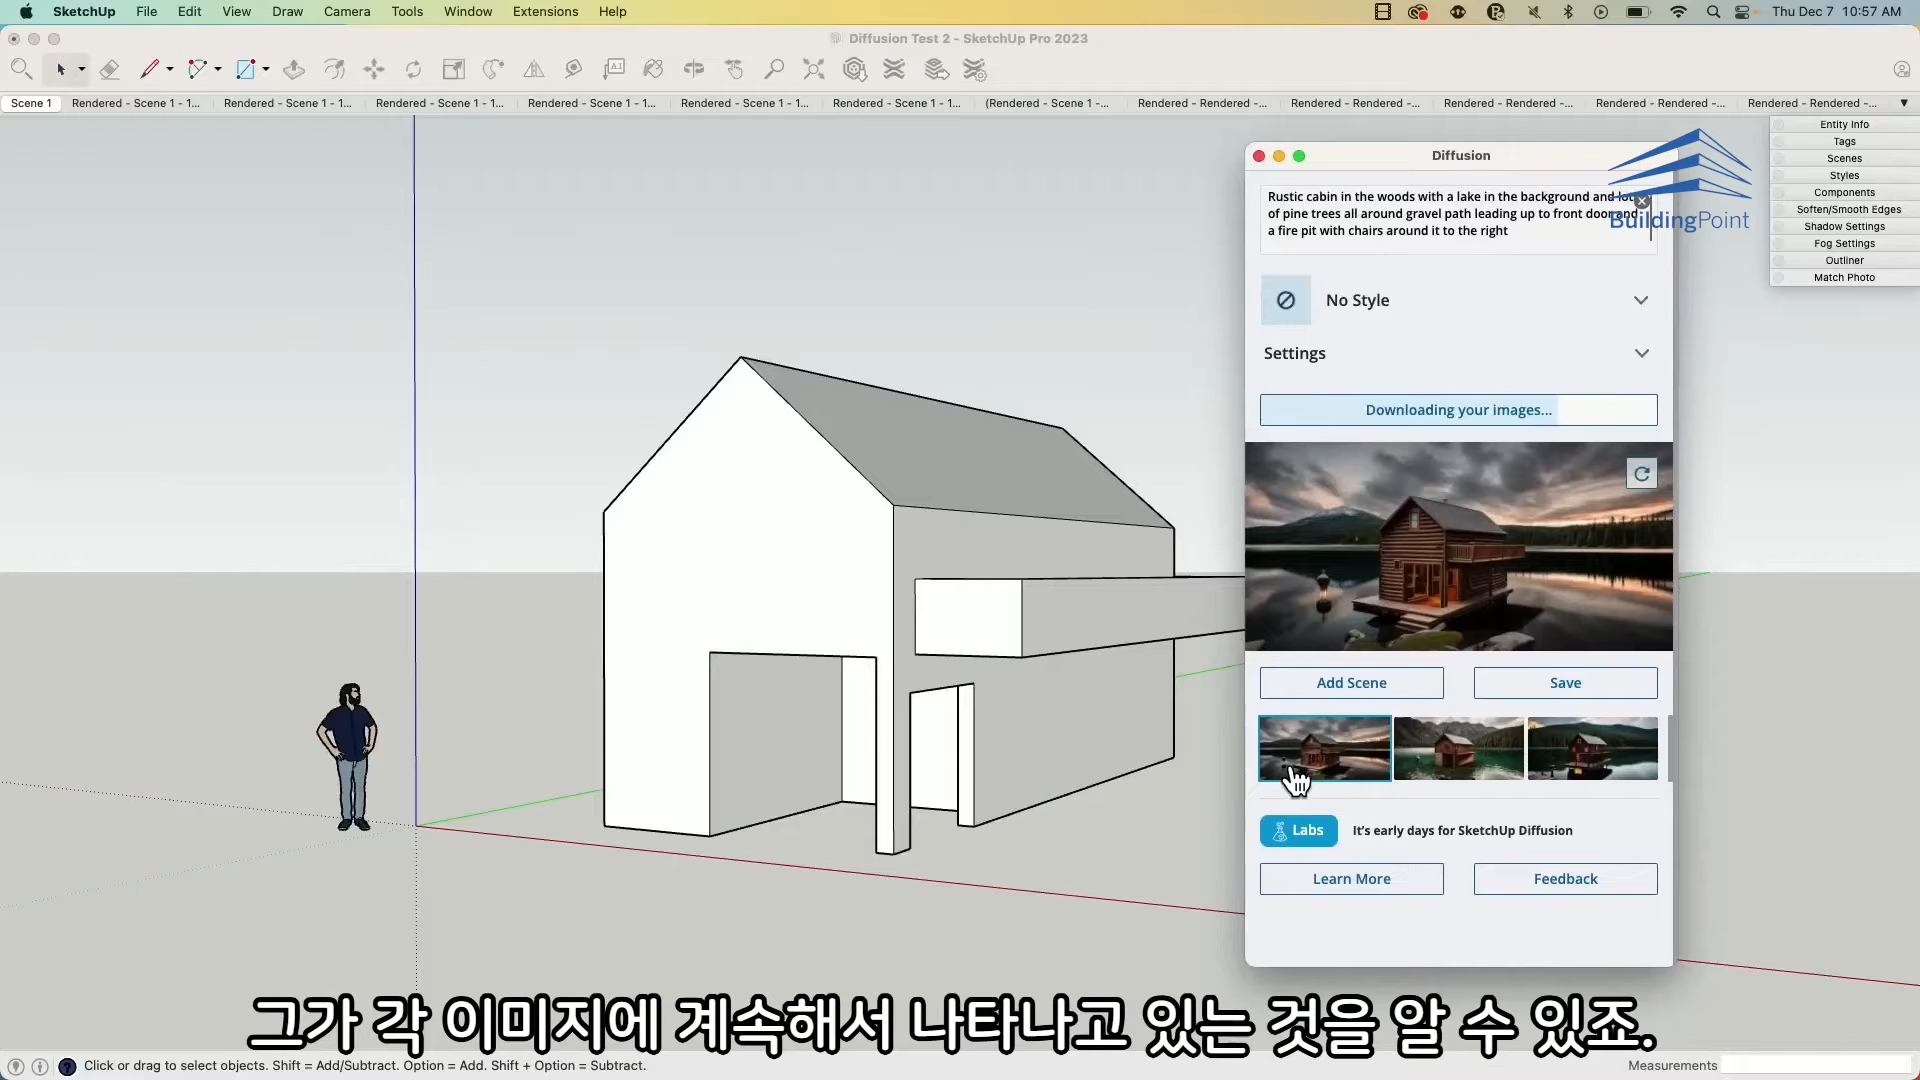 SketchUp File Edit View Draw Camera Tools Window Extensions Help Thu Dec 7 10:57 AM
Diffusion Test 2 - SketchUp Pro 2023
A1
Scene 1 Rendered - Scene 1 - 1... Rendered - Scene 1 - 1... Rendered - Scene 1 - 1... Rendered - Scene 1 - 1... Rendered - Scene 1 - 1... Rendered - Scene 1 - 1... (Rendered - Scene 1 -... Rendered - Rendered -... Rendered - Rendered -... Rendered - Rendered -... Rendered - Rendered -... Rendered - Rendered -...
Entity Info
Tags
Scenes
Styles
Components
Soften/Smooth Edges
Shadow Settings
Fog Settings
Outliner
Match Photo
BuildingPoint
Diffusion
Rustic cabin in the woods with a lake in the background and
of pine trees all around gravel path leading up to front door and
a fire pit with chairs around it to the right
No Style
Settings
Downloading your images...
Add Scene Save
Labs It's early days for SketchUp Diffusion
Learn More Feedback
그가 각 이미지에 계속해서 나타나고 있는 것을 알 수 있죠.
Click or drag to select objects. Shift = Add/Subtract. Option = Add. Shift + Option = Subtract. Measurements